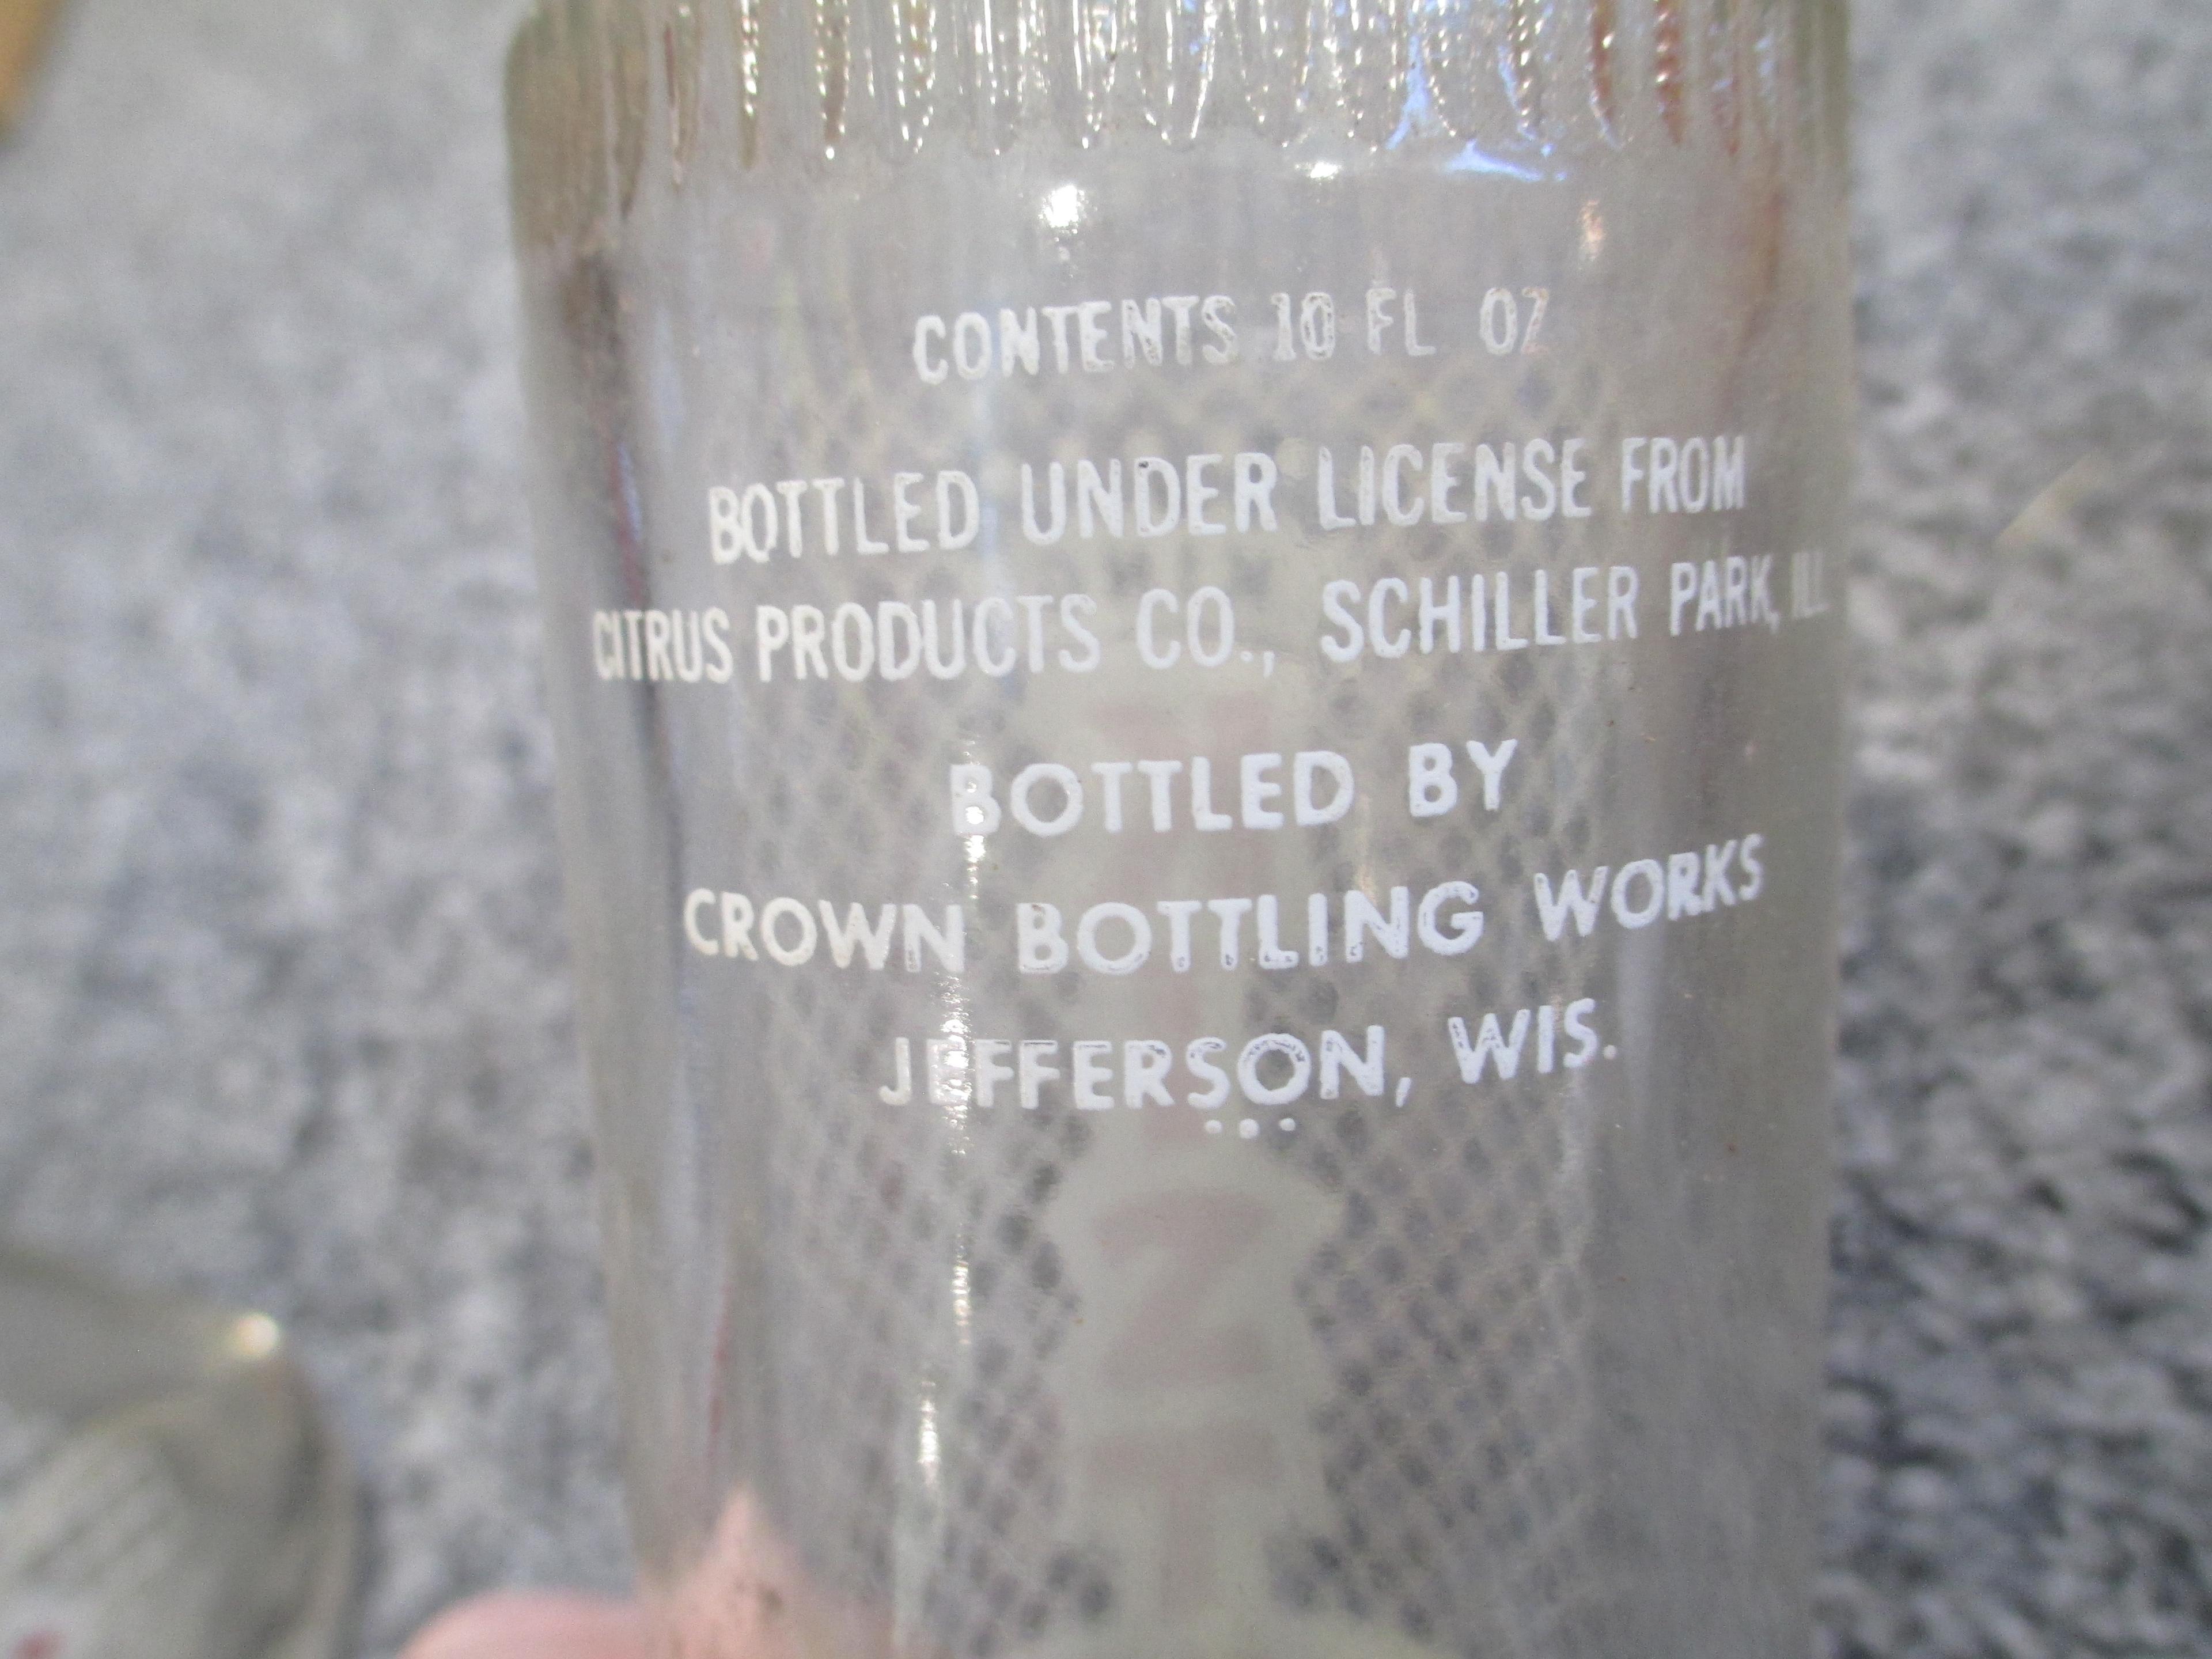 CONTENTS 10 FL OZ
BOTTLED UNDER LICENSE FROM
CITRUS PRODUCTS CO., SCHILLER PARK, ILL
BOTTLED BY
CROWN BOTTLING WORKS
JEFFERSON, WIS.